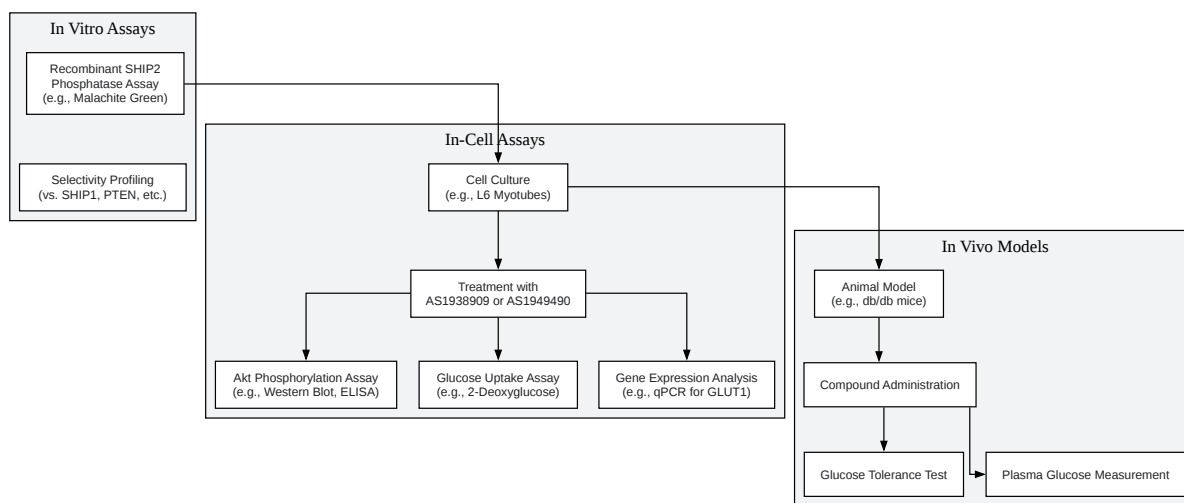 In Vitro Assays
Recombinant SHIP2
Phosphatase Assay
(e.g., Malachite Green)
Selectivity Profiling
(vs. SHIP1, PTEN, etc.)
In-Cell Assays
Cell Culture
(e.g., L6 Myotubes)
Treatment with
AS1938909 or AS1949490
Akt Phosphorylation Assay
(e.g., Western Blot, ELISA)
Glucose Uptake Assay
(e.g., 2-Deoxyglucose)
Gene Expression Analysis
(e.g., qPCR for GLUT1)
In Vivo Models
Animal Model
(e.g., db/db mice)
Compound Administration
Glucose Tolerance Test
Plasma Glucose Measurement